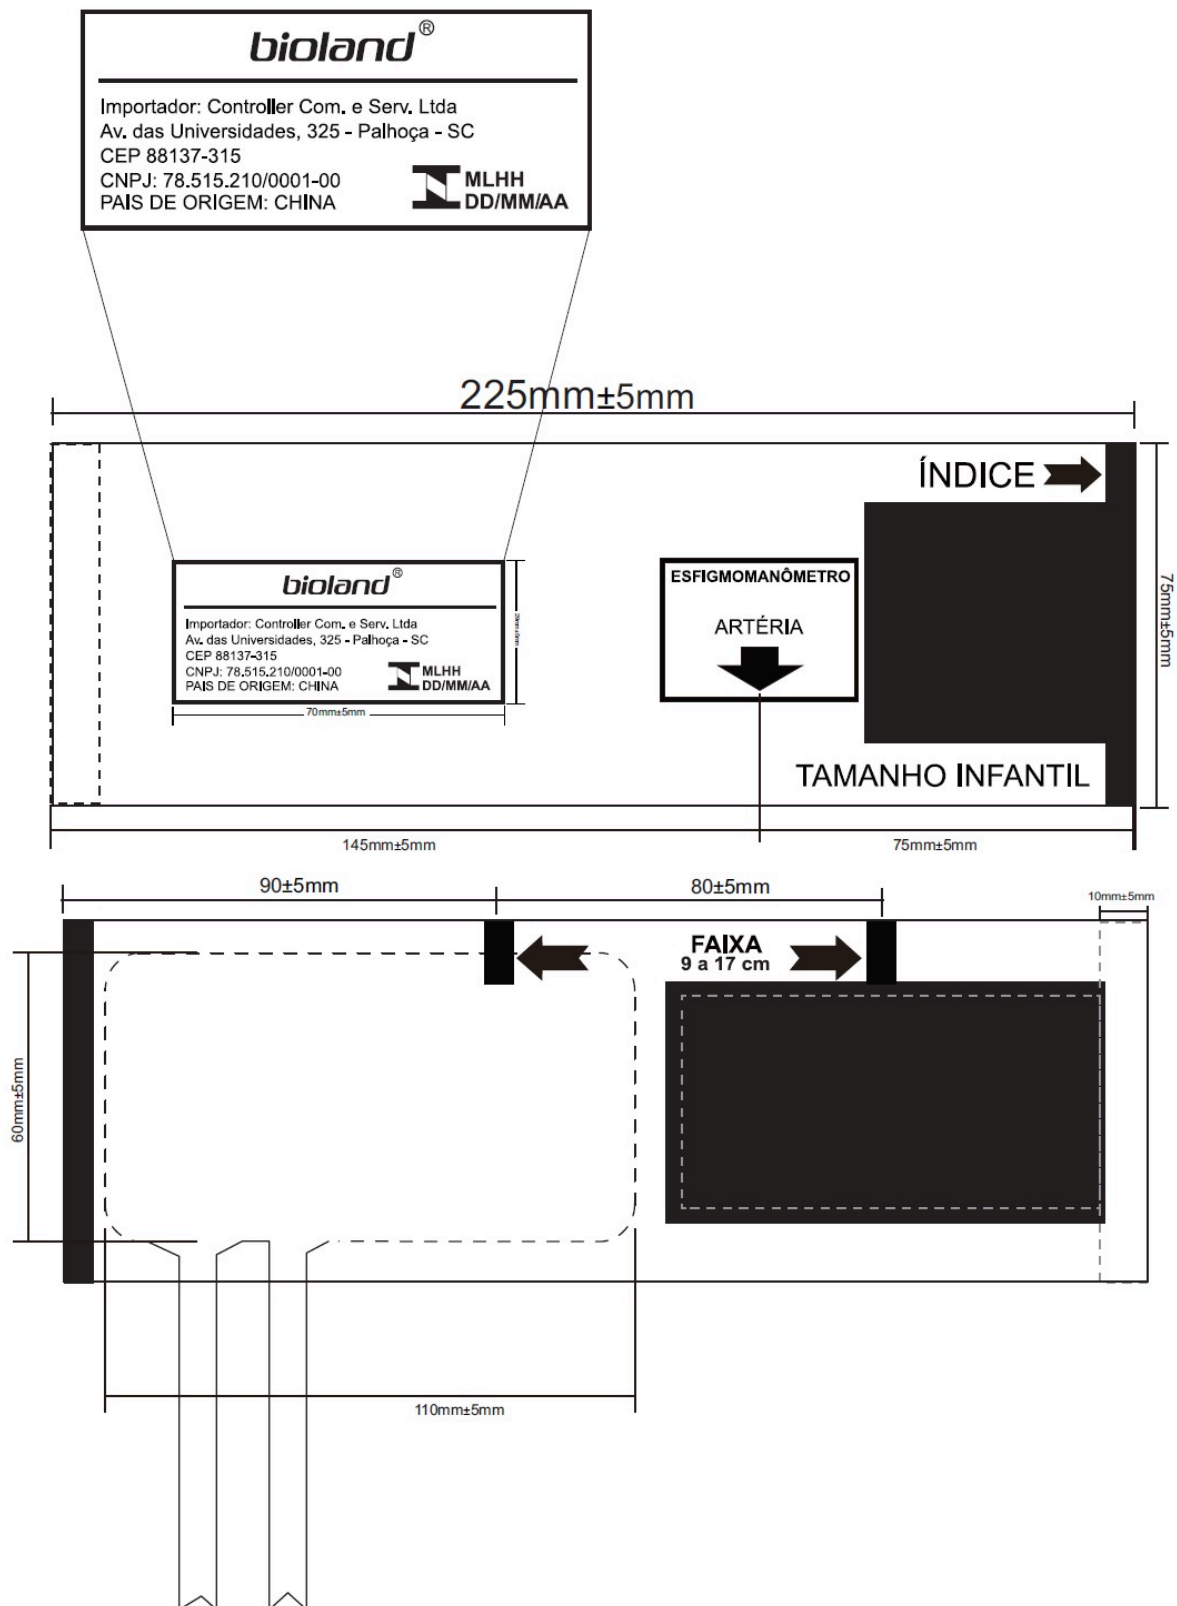 bioland®
Importador: Controller Com. e Serv. Ltda
Av. das Universidades, 325 - Palhoça - SC
CEP 88137-315
CNPJ: 78.515.210/0001-00
PAIS DE ORIGEM: CHINA
MLHH
DD/MM/AA
225mm±5mm
ÍNDICE
bioland®
Importador: Controller Com. e Serv. Ltda
Av. das Universidades, 325 - Palhoça - SC
CEP 88137-315
CNPJ: 78.515.210/0001-00
PAIS DE ORIGEM: CHINA
MLHH
DD/MM/AA
70mm±5mm
ESFIGMOMANÔMETRO
ARTÉRIA
75mm±5mm
TAMANHO INFANTIL
145mm±5mm
75mm±5mm
90±5mm
80±5mm
10mm±5mm
FAIXA
9 a 17 cm
60mm±5mm
110mm±5mm